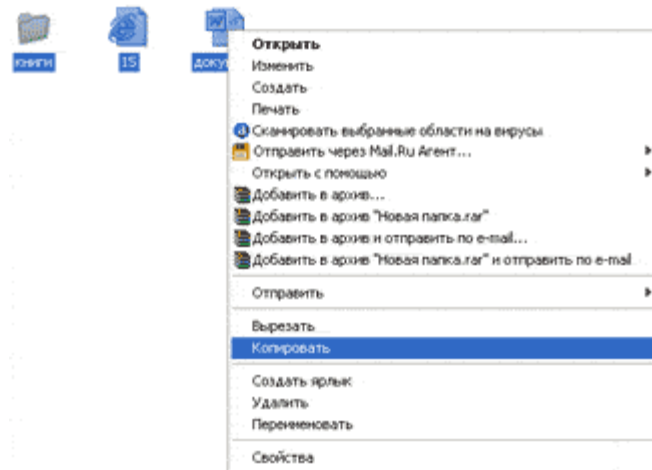 книги
15
доку
Открыть
Изменить
Создать
Печать
Сканировать выбранные области на вирусы
Отправить через Mail.Ru Агент...
Открыть с помощью
Добавить в архив...
Добавить в архив "Новая папка.rar"
Добавить в архив и отправить по e-mail...
Добавить в архив "Новая папка.rar" и отправить по e-mail
Отправить
Вырезать
Копировать
Создать ярлык
Удалить
Переименовать
Свойства